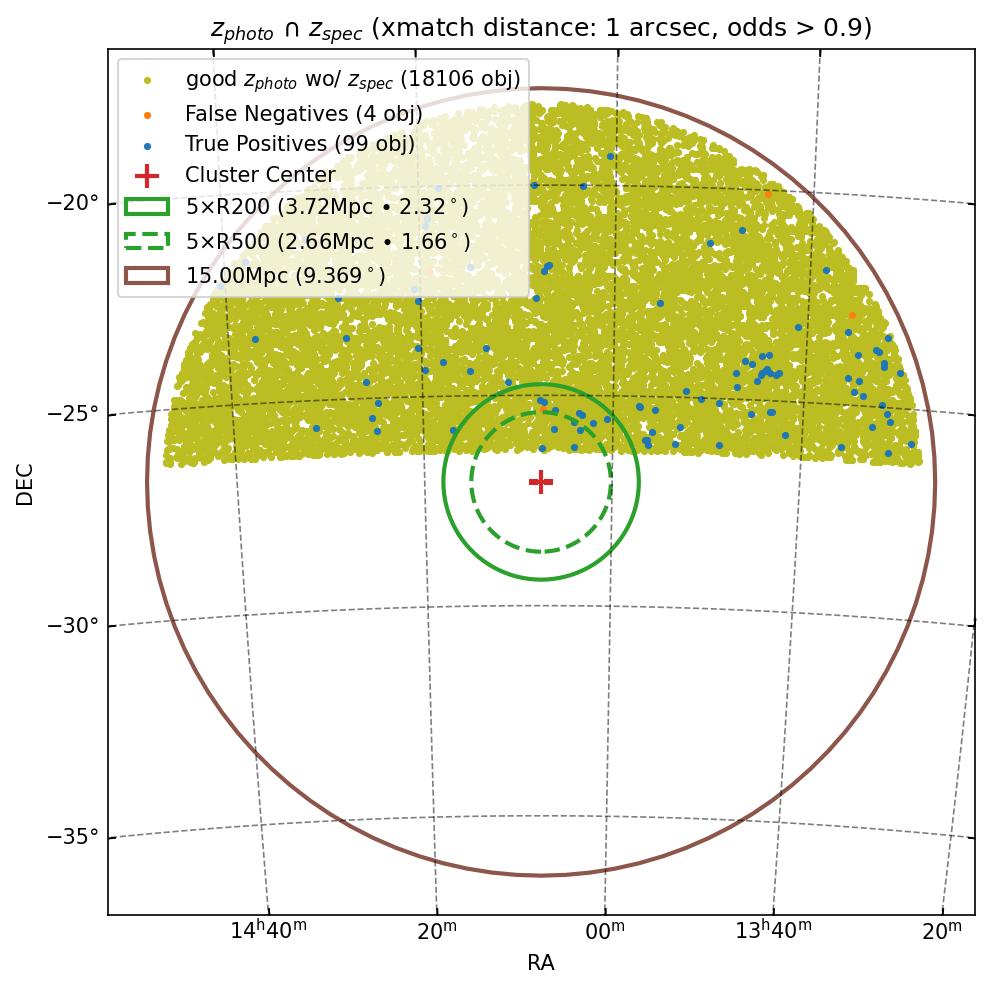 z_photo ∩ z_spec (xmatch distance: 1 arcsec, odds > 0.9)
good z_photo wo/ z_spec (18106 obj)
False Negatives (4 obj)
True Positives (99 obj)
Cluster Center
5×R200 (3.72Mpc • 2.32°)
5×R500 (2.66Mpc • 1.66°)
15.00Mpc (9.369°)
−20°
−25°
−30°
−35°
DEC
14ʰ40ᵐ 20ᵐ 00ᵐ 13ʰ40ᵐ 20ᵐ
RA